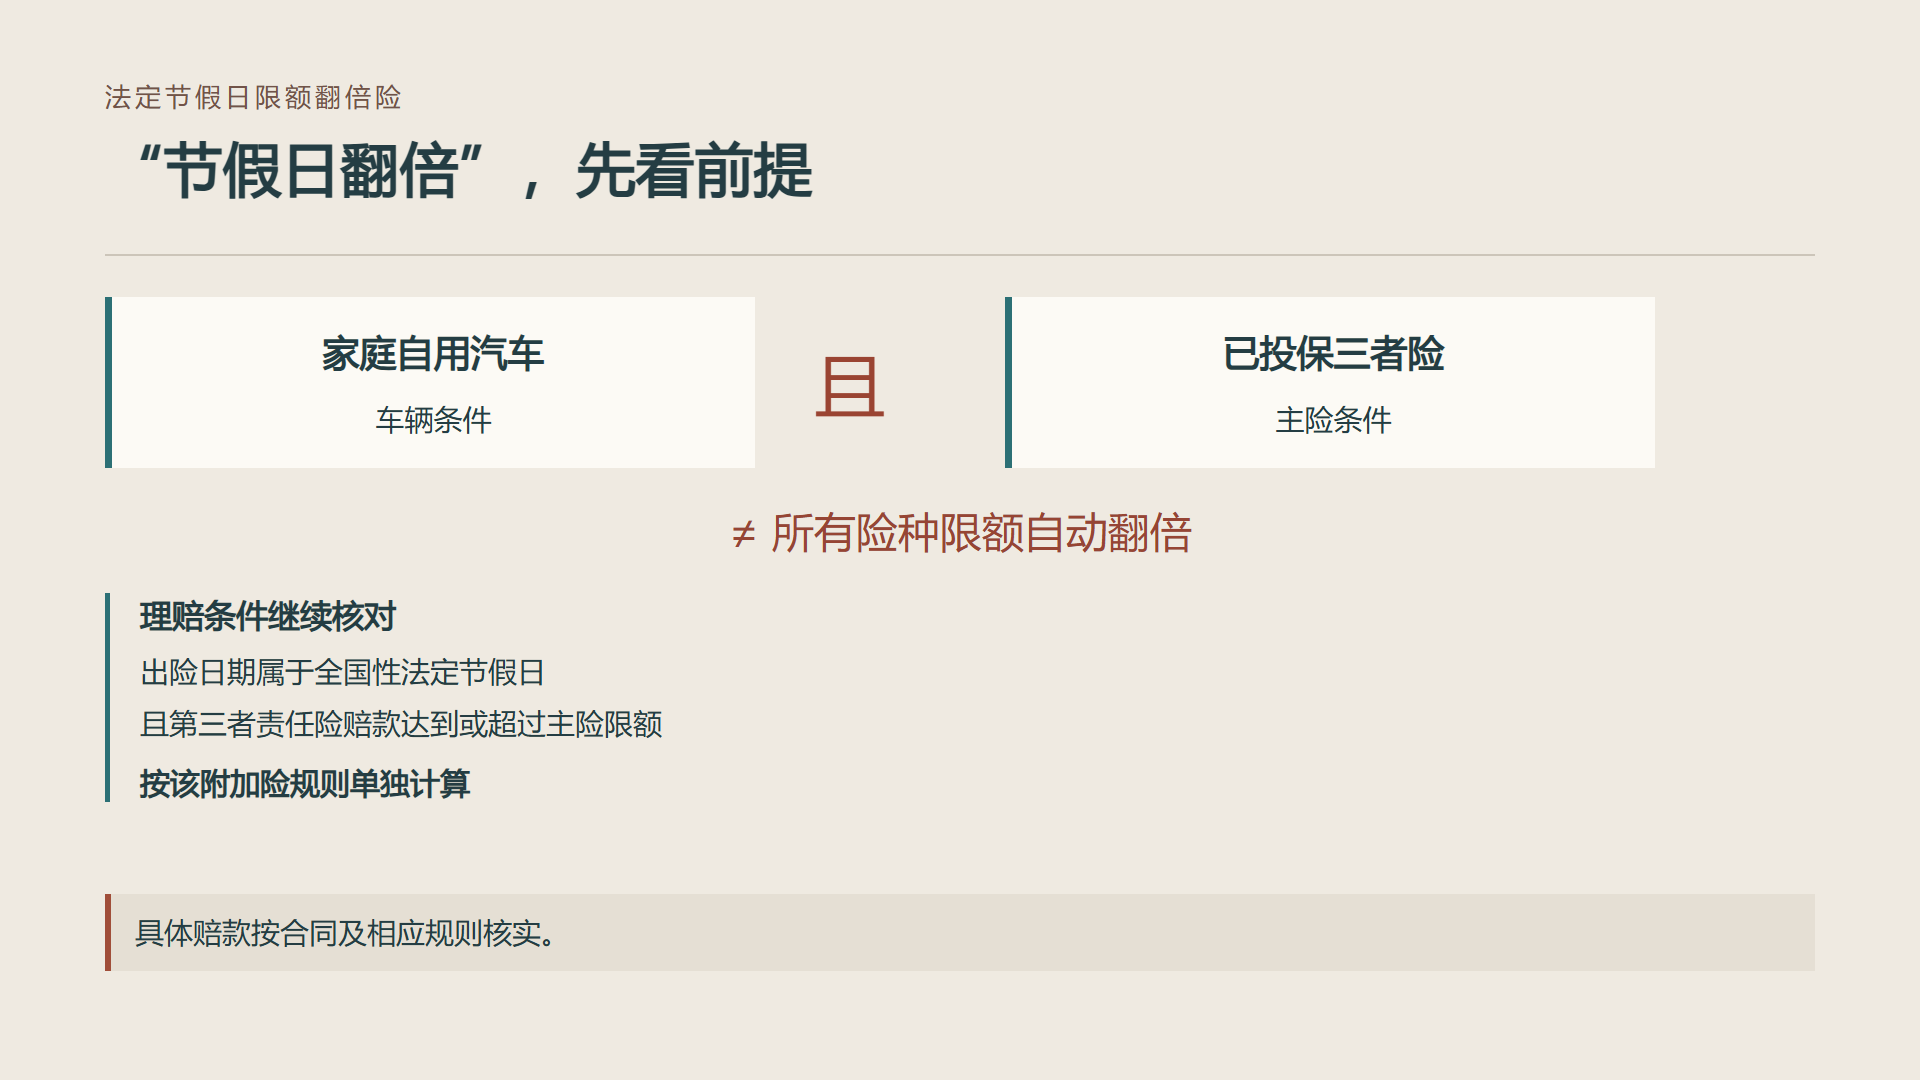 法定节假日限额翻倍险
“节假日翻倍”，先看前提
家庭自用汽车
车辆条件
且
已投保三者险
主险条件
≠ 所有险种限额自动翻倍
理赔条件继续核对
出险日期属于全国性法定节假日
且第三者责任险赔款达到或超过主险限额
按该附加险规则单独计算
具体赔款按合同及相应规则核实。